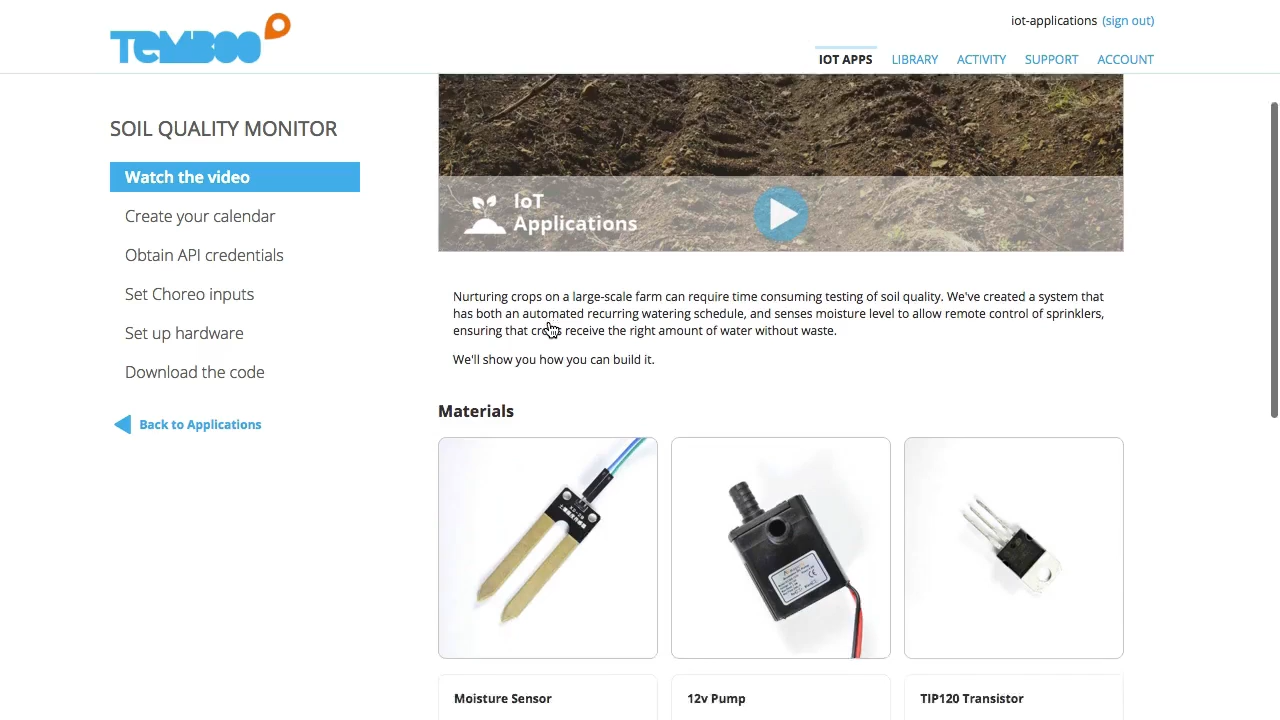 TEMBOO
iot-applications (sign out)
IOT APPS LIBRARY ACTIVITY SUPPORT ACCOUNT
SOIL QUALITY MONITOR
Watch the video
Create your calendar
Obtain API credentials
Set Choreo inputs
Set up hardware
Download the code
Back to Applications
IoT
Applications
Nurturing crops on a large-scale farm can require time consuming testing of soil quality. We've created a system that
has both an automated recurring watering schedule, and senses moisture level to allow remote control of sprinklers,
ensuring that crops receive the right amount of water without waste.
We'll show you how you can build it.
Materials
Moisture Sensor
12v Pump
TIP120 Transistor